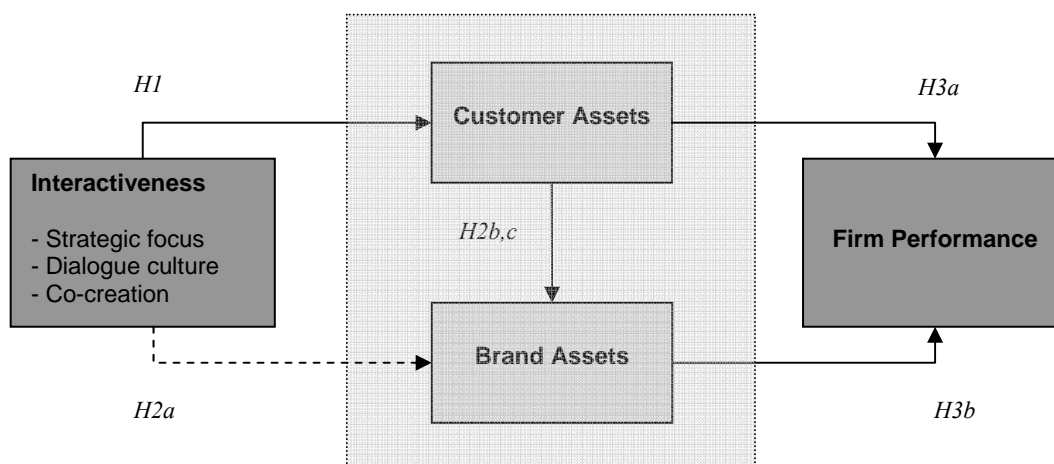 H1
Customer Assets
H3a
Interactiveness
- Strategic focus
- Dialogue culture
- Co-creation
H2b,c
Firm Performance
Brand Assets
H2a
H3b